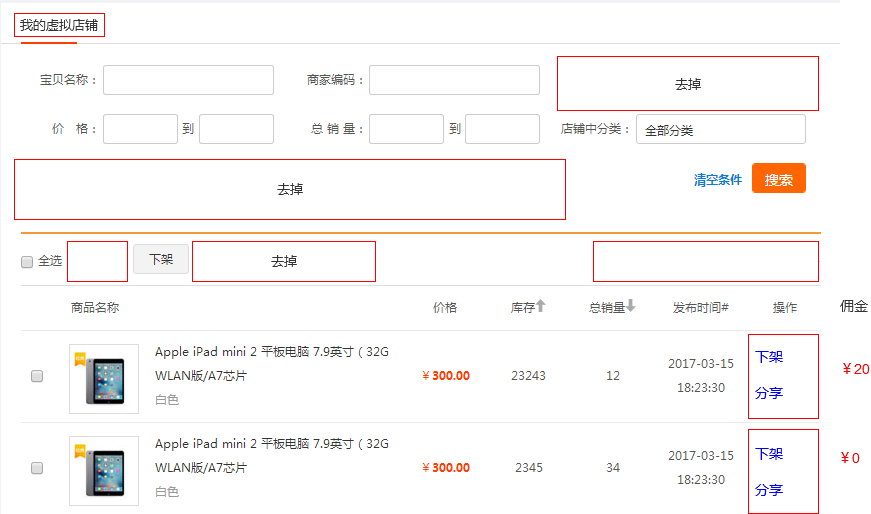 我的虚拟店铺
宝贝名称： 商家编码： 去掉
价 格： 到 总 销 量： 到 店铺中分类： 全部分类
去掉 清空条件 搜索
全选 下架 去掉
商品名称 价格 库存 总销量 发布时间# 操作 佣金
Apple iPad mini 2 平板电脑 7.9英寸（32G
WLAN版/A7芯片
白色
￥300.00 23243 12
2017-03-15
18:23:30
下架
分享
￥20
Apple iPad mini 2 平板电脑 7.9英寸（32G
WLAN版/A7芯片
白色
￥300.00 2345 34
2017-03-15
18:23:30
下架
分享
￥0